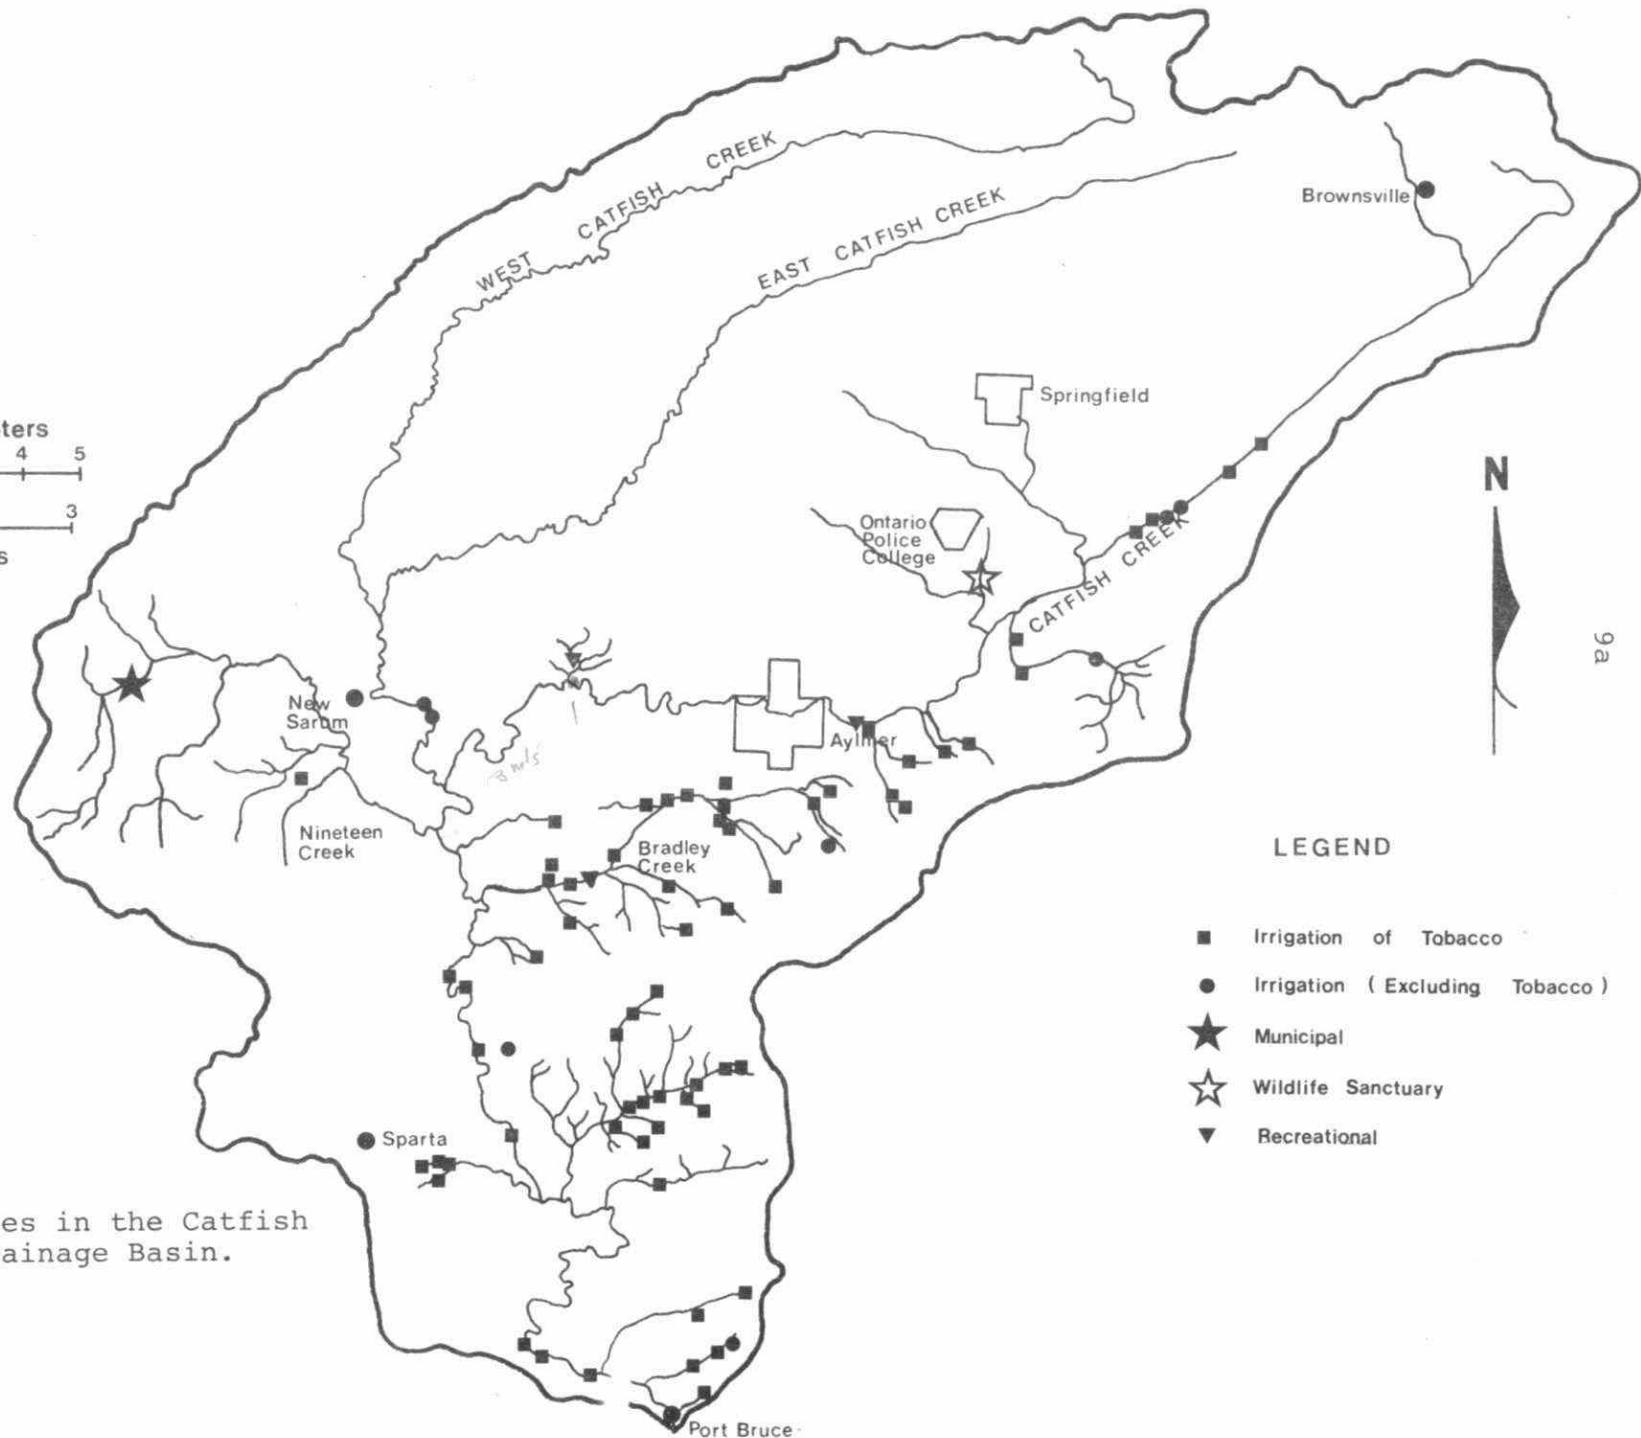 WEST CATFISH CREEK
EAST CATFISH CREEK
Brownsville
Springfield
ters
4 5
3
s
N
Ontario
Police
College
CATFISH CREEK
9a
New
Sarum
Aylmer
Nineteen
Creek
Bradley
Creek
LEGEND
Irrigation of Tobacco
Irrigation ( Excluding Tobacco )
Municipal
Wildlife Sanctuary
Recreational
Sparta
es in the Catfish
ainage Basin.
Port Bruce